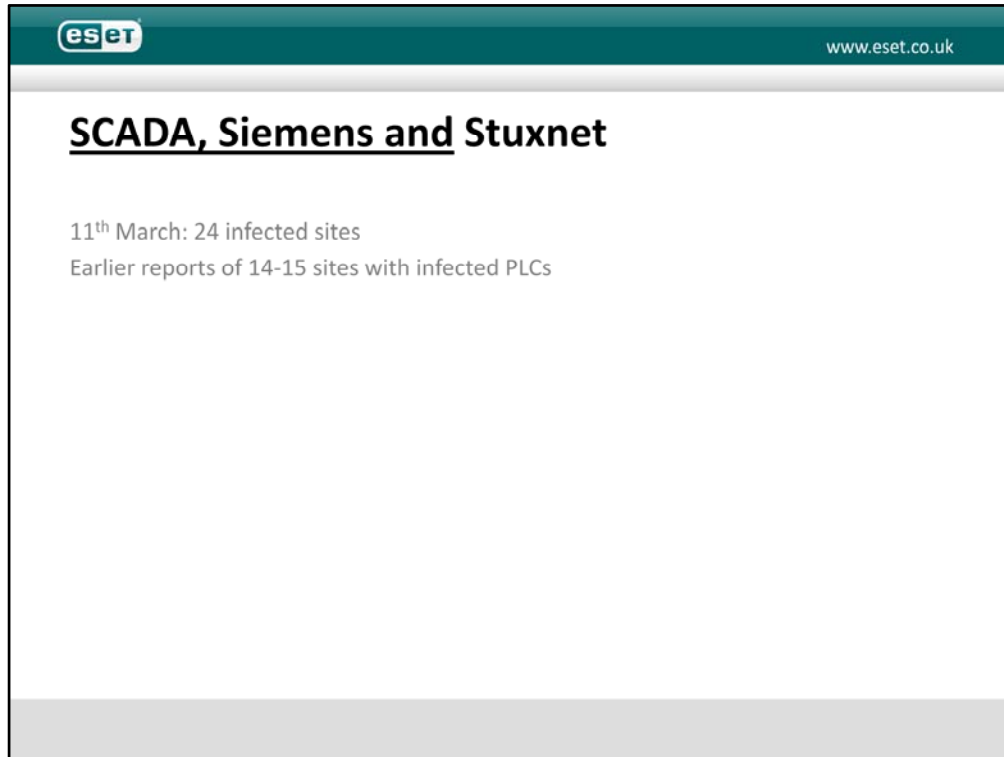 eset
www.eset.co.uk
SCADA, Siemens and Stuxnet
11th March: 24 infected sites
Earlier reports of 14-15 sites with infected PLCs